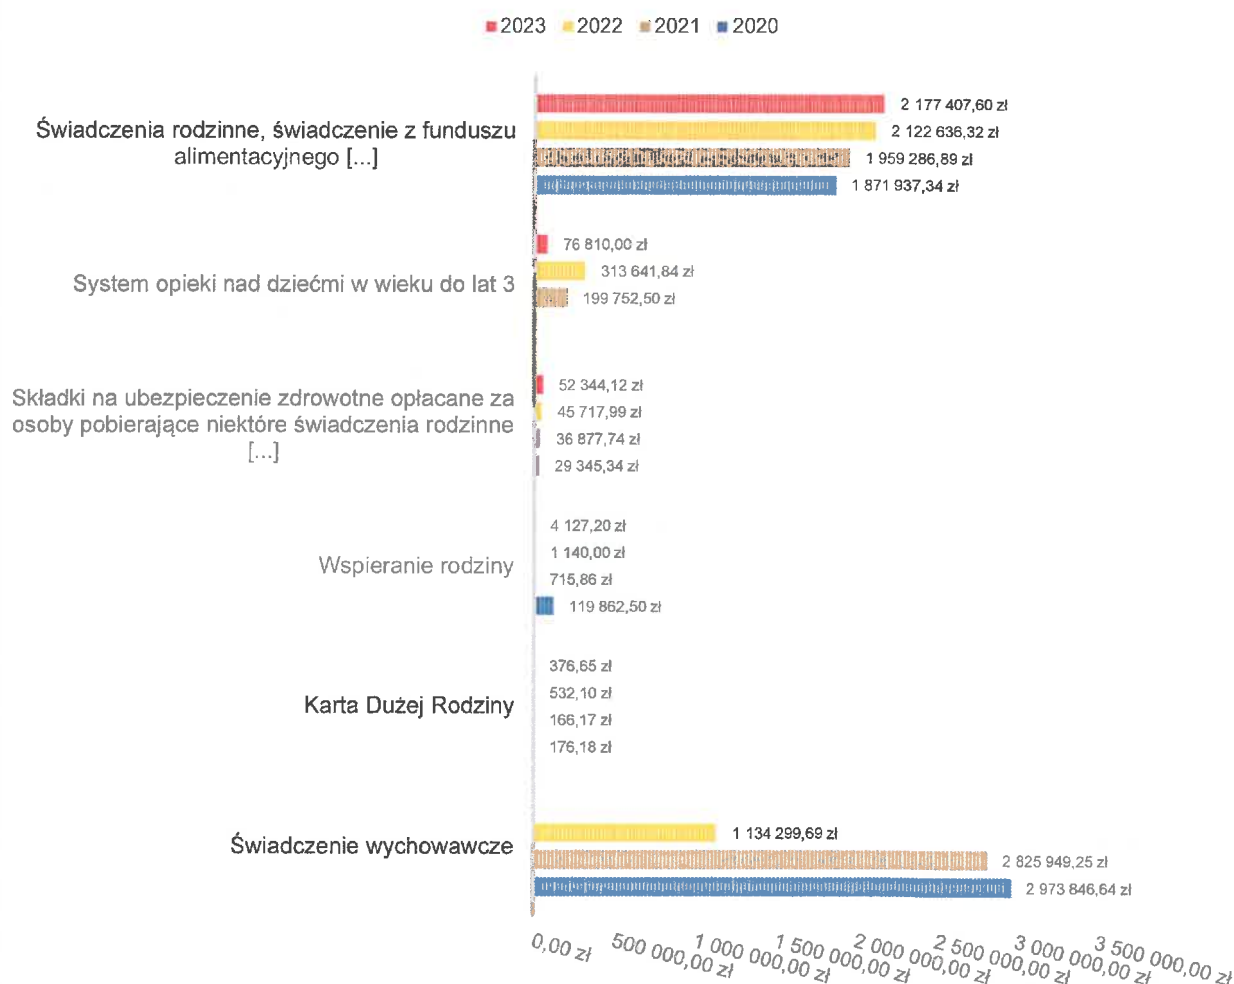 2023 2022 2021 2020
Świadczenia rodzinne, świadczenie z funduszu
alimentacyjnego [...]
2 177 407,60 zł
2 122 636,32 zł
1 959 286,89 zł
1 871 937,34 zł
System opieki nad dziećmi w wieku do lat 3
76 810,00 zł
313 641,84 zł
199 752,50 zł
Składki na ubezpieczenie zdrowotne opłacane za
osoby pobierające niektóre świadczenia rodzinne
[...]
52 344,12 zł
45 717,99 zł
36 877,74 zł
29 345,34 zł
Wspieranie rodziny
4 127,20 zł
1 140,00 zł
715,86 zł
119 862,50 zł
Karta Dużej Rodziny
376,65 zł
532,10 zł
166,17 zł
176,18 zł
Świadczenie wychowawcze
1 134 299,69 zł
2 825 949,25 zł
2 973 846,64 zł
0,00 zł
500 000,00 zł
1 000 000,00 zł
1 500 000,00 zł
2 000 000,00 zł
2 500 000,00 zł
3 000 000,00 zł
3 500 000,00 zł